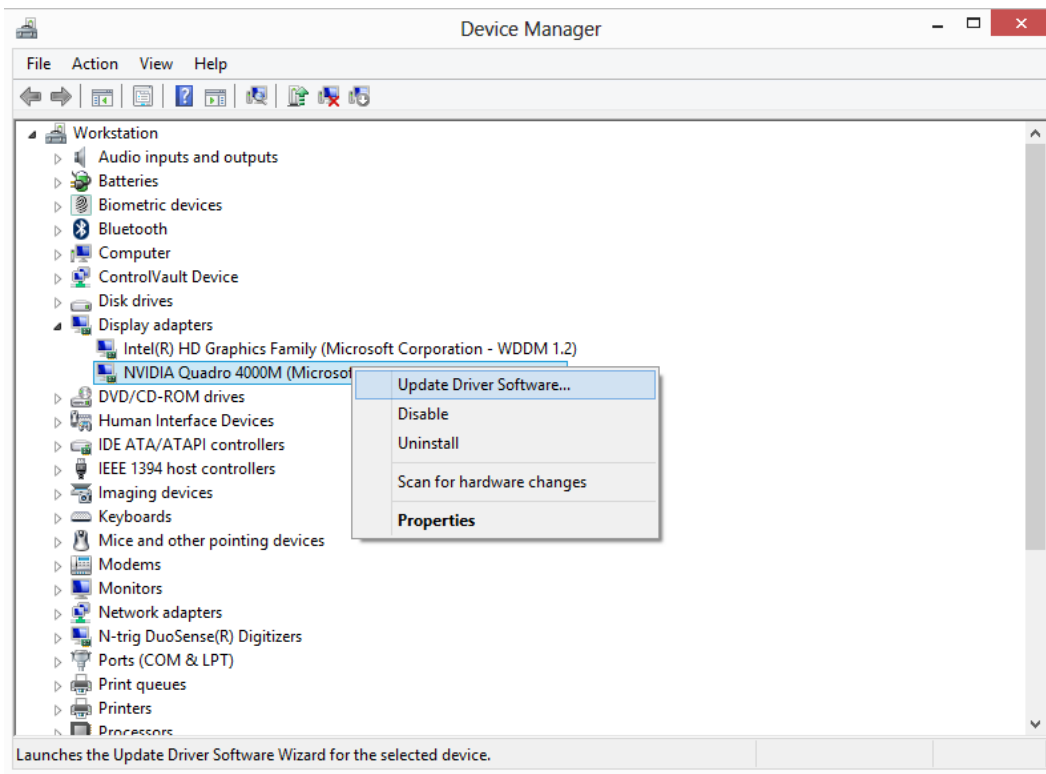 Device Manager
File Action View Help
Workstation
Audio inputs and outputs
Batteries
Biometric devices
Bluetooth
Computer
ControlVault Device
Disk drives
Display adapters
Intel(R) HD Graphics Family (Microsoft Corporation - WDDM 1.2)
NVIDIA Quadro 4000M (Microsof
Update Driver Software...
Disable
Uninstall
Scan for hardware changes
Properties
DVD/CD-ROM drives
Human Interface Devices
IDE ATA/ATAPI controllers
IEEE 1394 host controllers
Imaging devices
Keyboards
Mice and other pointing devices
Modems
Monitors
Network adapters
N-trig DuoSense(R) Digitizers
Ports (COM & LPT)
Print queues
Printers
Processors
Launches the Update Driver Software Wizard for the selected device.